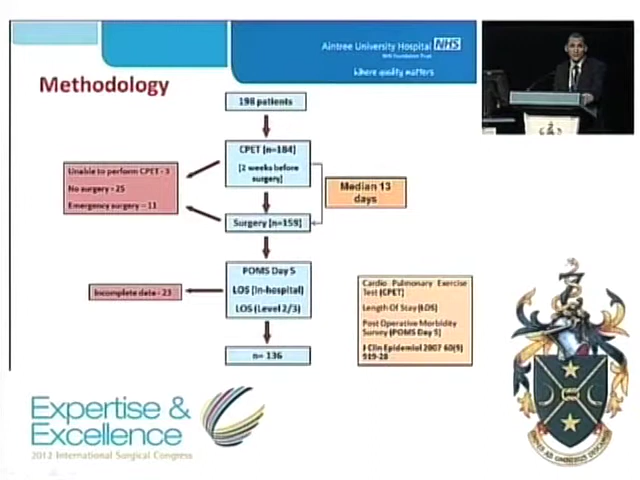 Aintree University Hospital NHS
NHS Foundation Trust
Where quality matters
Methodology
198 patients
CPET [n=184]
[2 weeks before
surgery]
Unable to perform CPET - 3
No surgery - 25
Emergency surgery – 11
Median 13
days
Surgery [n=159]
POMS Day 5
LOS [In-hospital]
LOS (Level 2/3)
Incomplete data - 23
n= 136
Cardio Pulmonary Exercise
Test (CPET)
Length Of Stay (LOS)
Post Operative Morbidity
Survey (POMS Day 5)
J Clin Epidemiol 2007 60(9)
919-28
Expertise &
Excellence
2012 International Surgical Congress
OMNIBUS